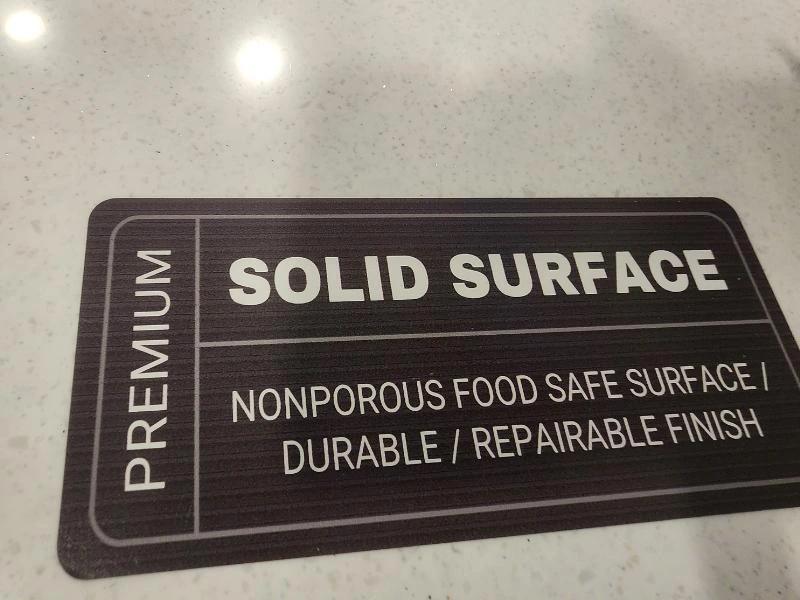 PREMIUM
SOLID SURFACE
NONPOROUS FOOD SAFE SURFACE /
DURABLE / REPAIRABLE FINISH